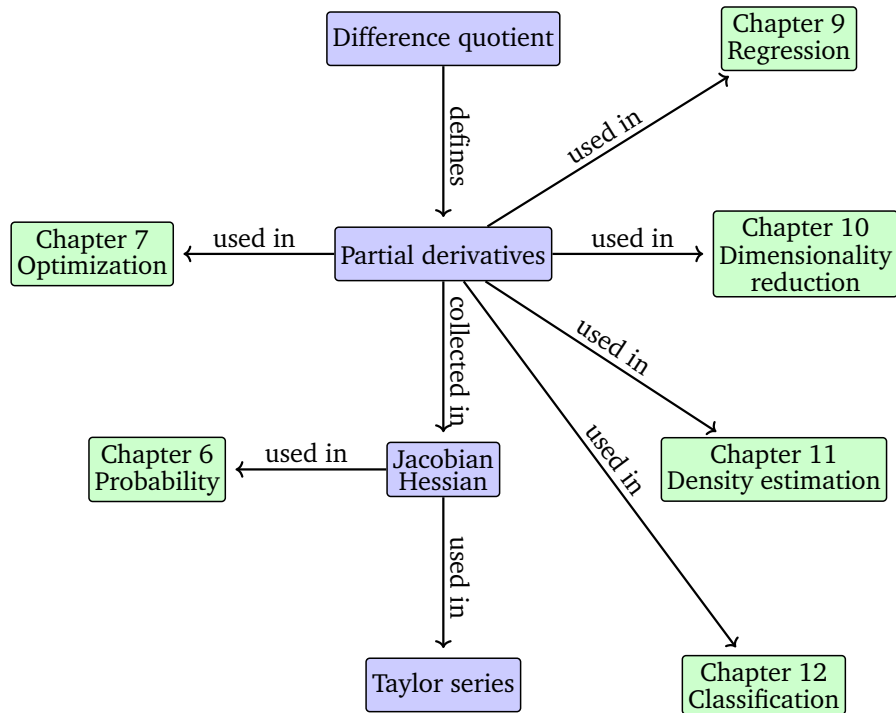 Difference quotient
Chapter 9
Regression
defines
used in
Chapter 7
Optimization
used in
Partial derivatives
used in
Chapter 10
Dimensionality
reduction
collected in
used in
used in
Chapter 6
Probability
used in
Jacobian
Hessian
Chapter 11
Density estimation
used in
Taylor series
Chapter 12
Classification